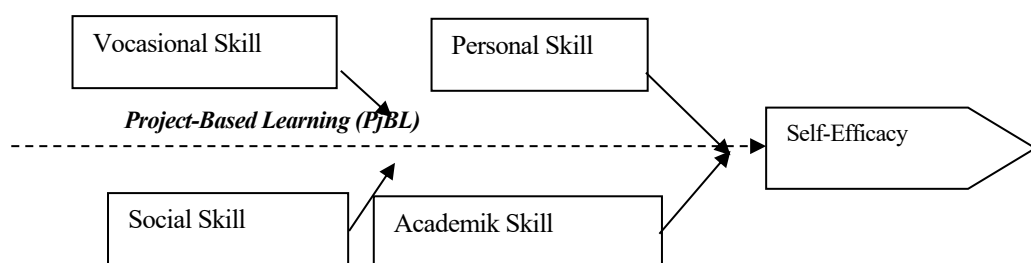 Vocasional Skill
Personal Skill
Project-Based Learning (PjBL)
Self-Efficacy
Social Skill
Academik Skill